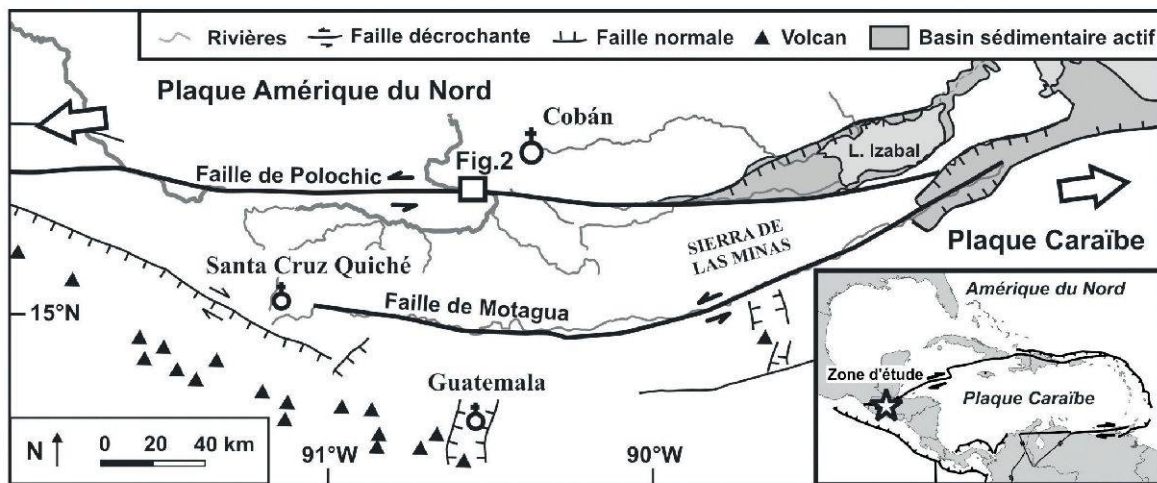 Rivières Faille décrochante Faille normale Volcan Basin sédimentaire actif
Plaque Amérique du Nord
Cobán
Fig.2
L. Izabal
Faille de Polochic
SIERRA DE
LAS MINAS
Plaque Caraïbe
Santa Cruz Quiché
15°N
Faille de Motagua
Guatemala
N 0 20 40 km
91°W
90°W
Amérique du Nord
Zone d'étude
Plaque Caraïbe